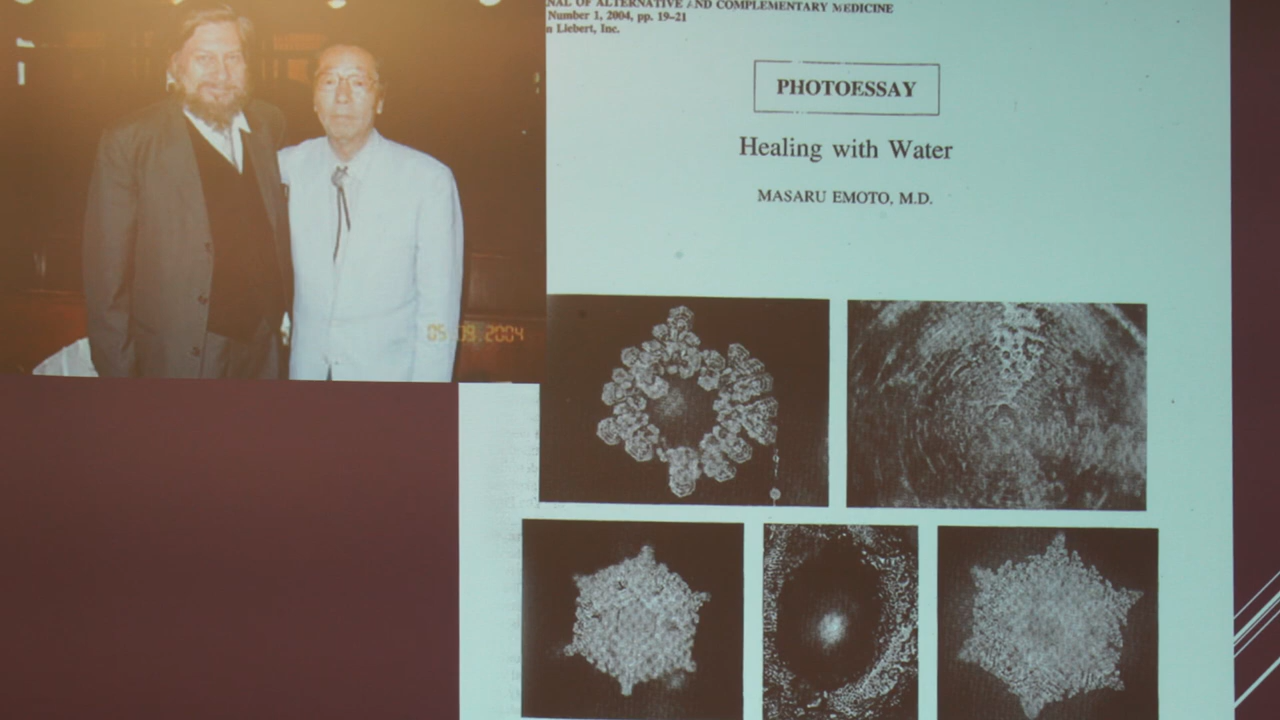 NAL OF ALTERNATIVE AND COMPLEMENTARY MEDICINE
Number 1, 2004, pp. 19–21
n Liebert, Inc.
PHOTOESSAY
Healing with Water
MASARU EMOTO, M.D.
05.09.2004